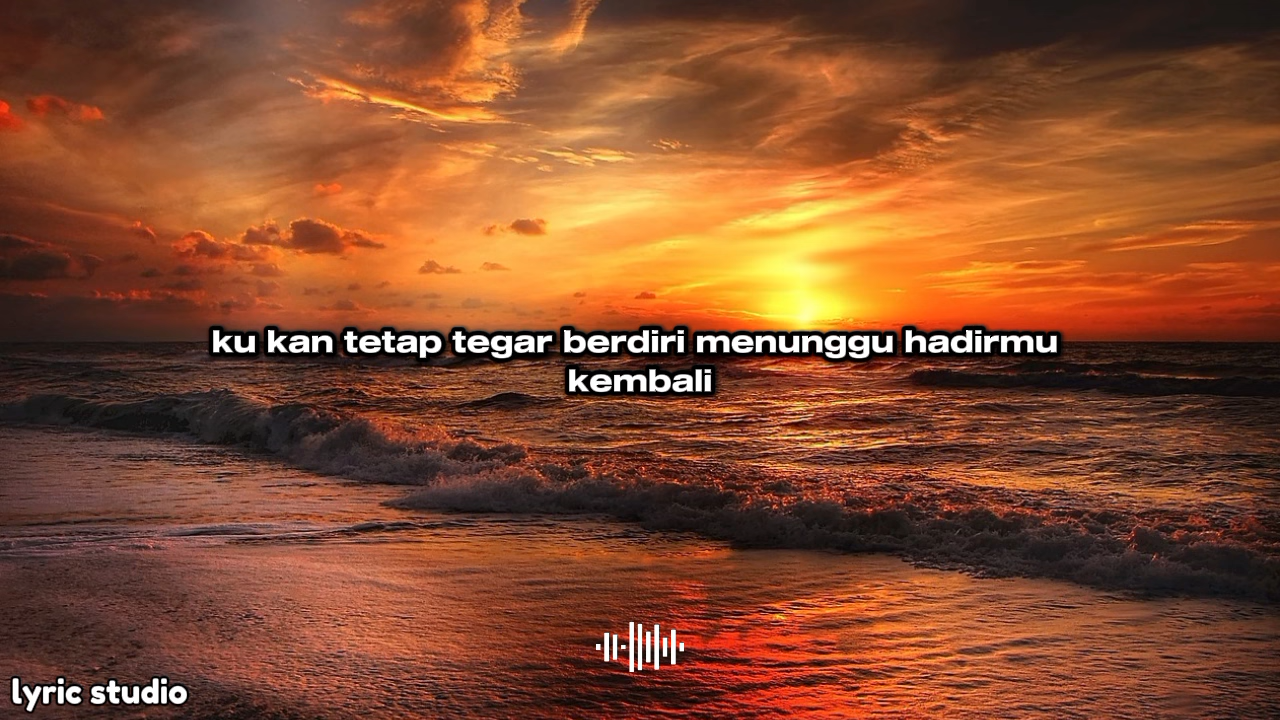 ku kan tetap tegar berdiri menunggu hadirmu
kembali
lyric studio